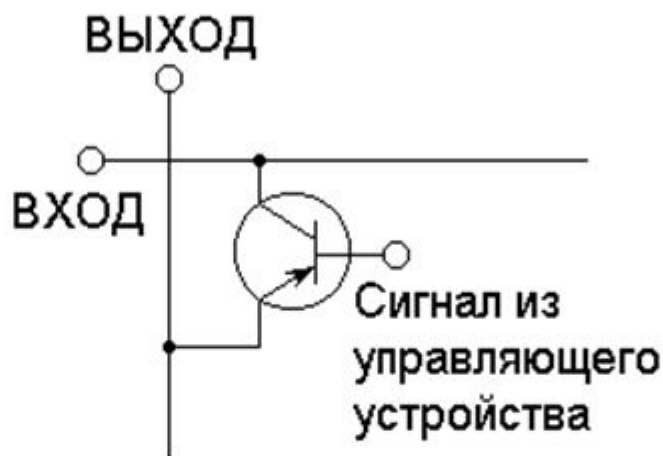 ВЫХОД
ВХОД
Сигнал из
управляющего
устройства